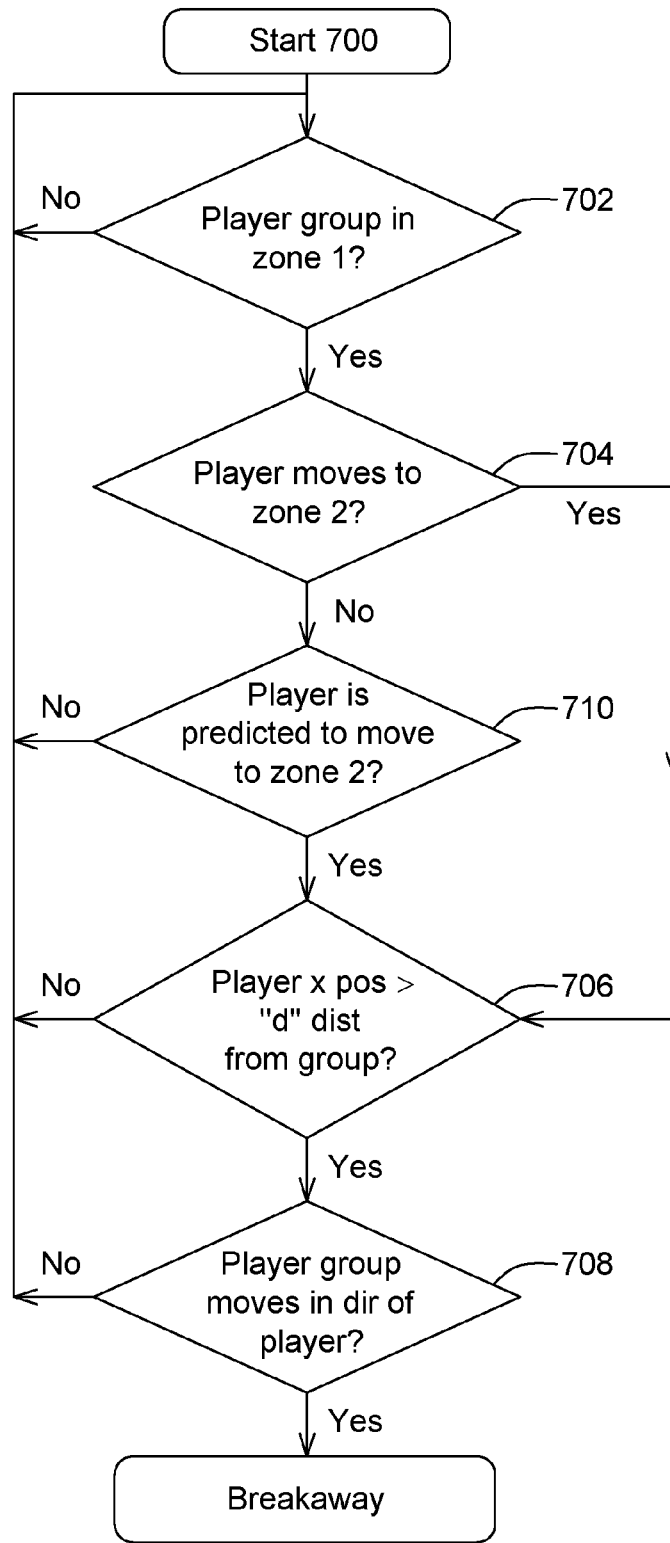 Start 700
No
Player group in
zone 1?
702
Yes
Player moves to
zone 2?
704
Yes
No
No
Player is
predicted to move
to zone 2?
710
Yes
No
Player x pos >
"d" dist
from group?
706
Yes
No
Player group
moves in dir of
player?
708
Yes
Breakaway